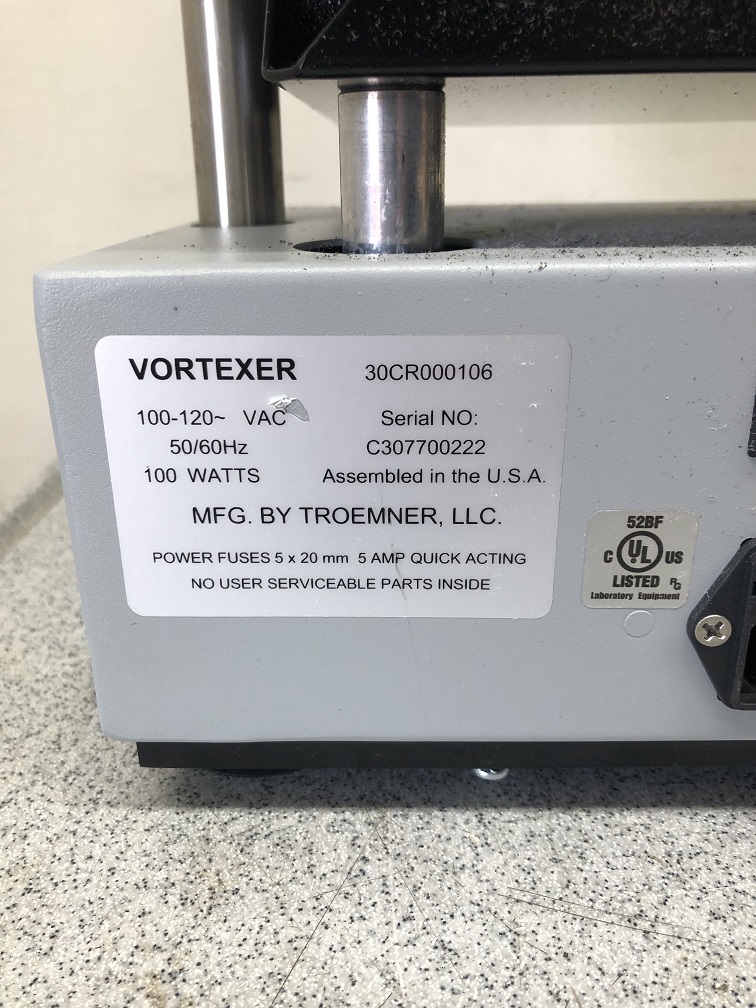 VORTEXER 30CR000106
100-120~ VAC Serial NO:
50/60Hz C307700222
100 WATTS Assembled in the U.S.A.
MFG. BY TROEMNER, LLC.
POWER FUSES 5 x 20 mm 5 AMP QUICK ACTING
NO USER SERVICEABLE PARTS INSIDE
52BF
C UL US
LISTED PG
Laboratory Equipment